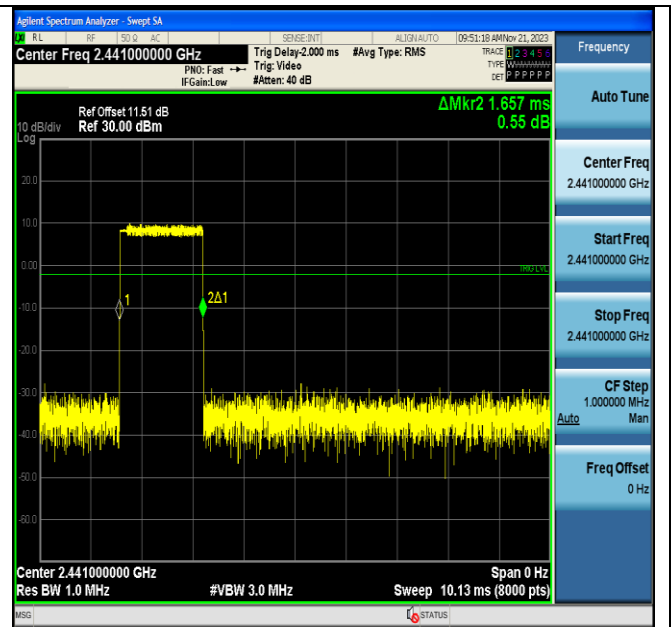 Agilent Spectrum Analyzer - Swept SA
RL RF 50 Ω AC SENSE:INT ALIGN AUTO 09:51:18 AM Nov 21, 2023
Center Freq 2.441000000 GHz
PNO: Fast
IFGain:Low
Trig Delay-2.000 ms
Trig: Video
#Atten: 40 dB
#Avg Type: RMS
TRACE 1 2 3 4 5 6
TYPE
DET P P P P P P
Ref Offset 11.51 dB
10 dB/div Ref 30.00 dBm
Log
ΔMkr2 1.657 ms
0.55 dB
20.0
10.0
0.00
TRIG LVL
-10.0
1
2Δ1
-20.0
-30.0
-40.0
-50.0
-60.0
Center 2.441000000 GHz Span 0 Hz
Res BW 1.0 MHz #VBW 3.0 MHz Sweep 10.13 ms (8000 pts)
MSG STATUS
Frequency
Auto Tune
Center Freq
2.441000000 GHz
Start Freq
2.441000000 GHz
Stop Freq
2.441000000 GHz
CF Step
1.000000 MHz
Auto Man
Freq Offset
0 Hz